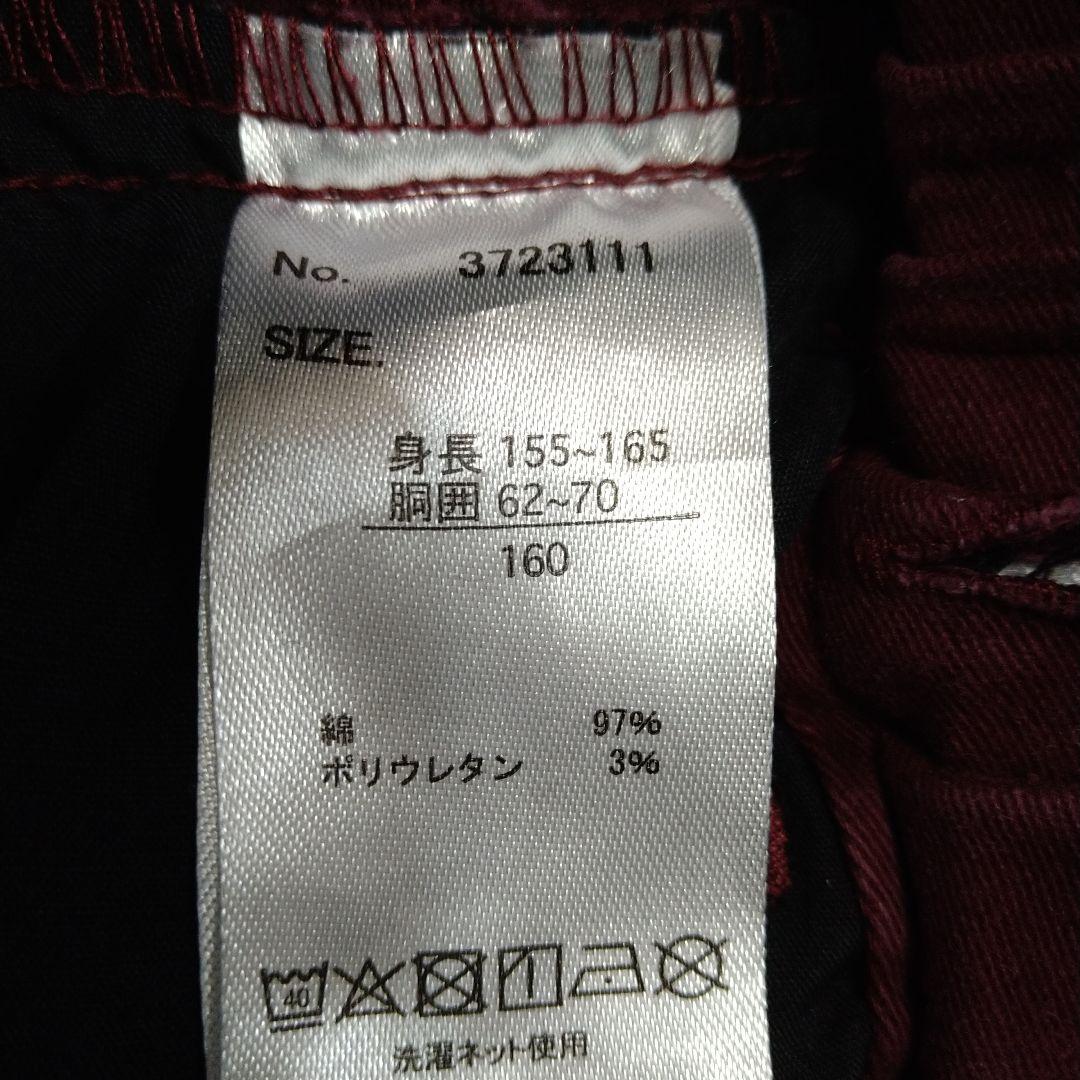 No. 3723111
SIZE.
身長 155~165
胴囲 62~70
160
綿 97%
ポリウレタン 3%
40
洗濯ネット使用